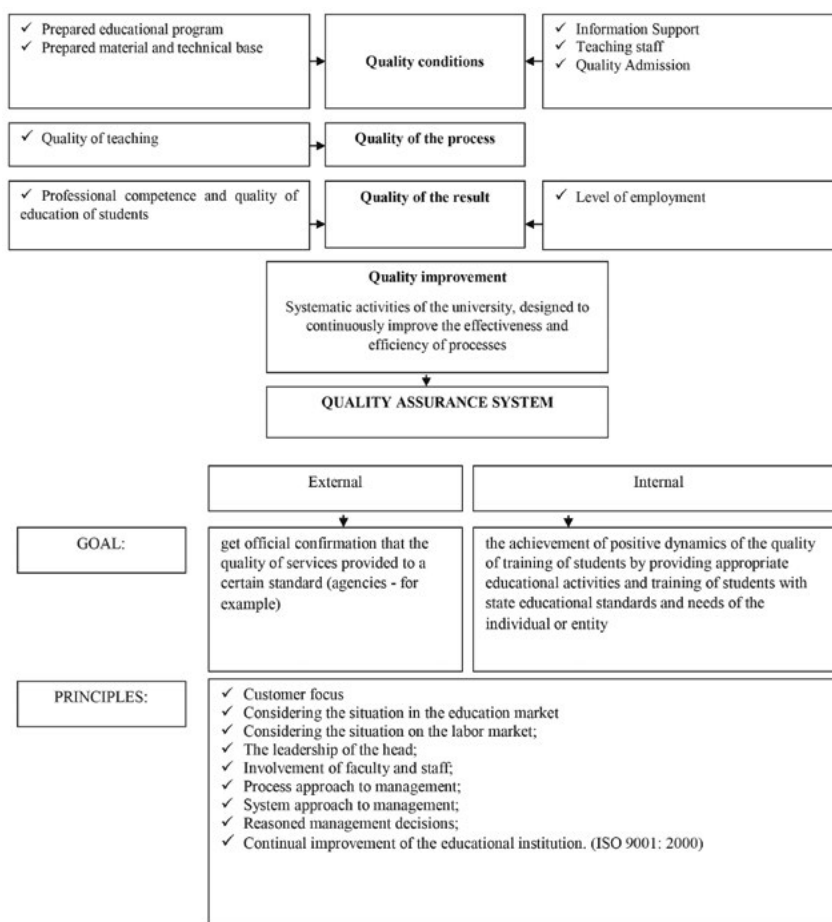 ✓ Prepared educational program
✓ Prepared material and technical base
Quality conditions
✓ Information Support
✓ Teaching staff
✓ Quality Admission
✓ Quality of teaching
Quality of the process
✓ Professional competence and quality of
education of students
Quality of the result
✓ Level of employment
Quality improvement
Systematic activities of the university, designed to
continuously improve the effectiveness and
efficiency of processes
QUALITY ASSURANCE SYSTEM
External
Internal
GOAL:
get official confirmation that the
quality of services provided to a
certain standard (agencies - for
example)
the achievement of positive dynamics of the quality
of training of students by providing appropriate
educational activities and training of students with
state educational standards and needs of the
individual or entity
PRINCIPLES:
✓ Customer focus
✓ Considering the situation in the education market
✓ Considering the situation on the labor market;
✓ The leadership of the head;
✓ Involvement of faculty and staff;
✓ Process approach to management;
✓ System approach to management;
✓ Reasoned management decisions;
✓ Continual improvement of the educational institution. (ISO 9001: 2000)